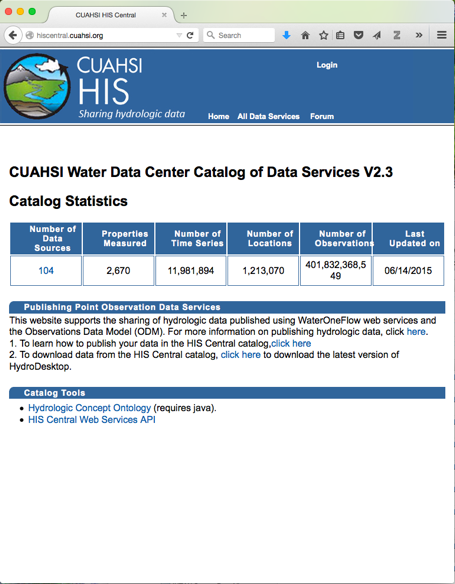 CUAHSI HIS Central
hiscentral.cuahsi.org
Search
CUAHSI
HIS
Sharing hydrologic data
Login
Home All Data Services Forum
CUAHSI Water Data Center Catalog of Data Services V2.3
Catalog Statistics
Number of Data Sources Properties Measured Number of Time Series Number of Locations Number of Observations Last Updated on
104 2,670 11,981,894 1,213,070 401,832,368,549 06/14/2015
Publishing Point Observation Data Services
This website supports the sharing of hydrologic data published using WaterOneFlow web services and
the Observations Data Model (ODM). For more information on publishing hydrologic data, click here.
1. To learn how to publish your data in the HIS Central catalog,click here
2. To download data from the HIS Central catalog, click here to download the latest version of
HydroDesktop.
Catalog Tools
Hydrologic Concept Ontology (requires java).
HIS Central Web Services API